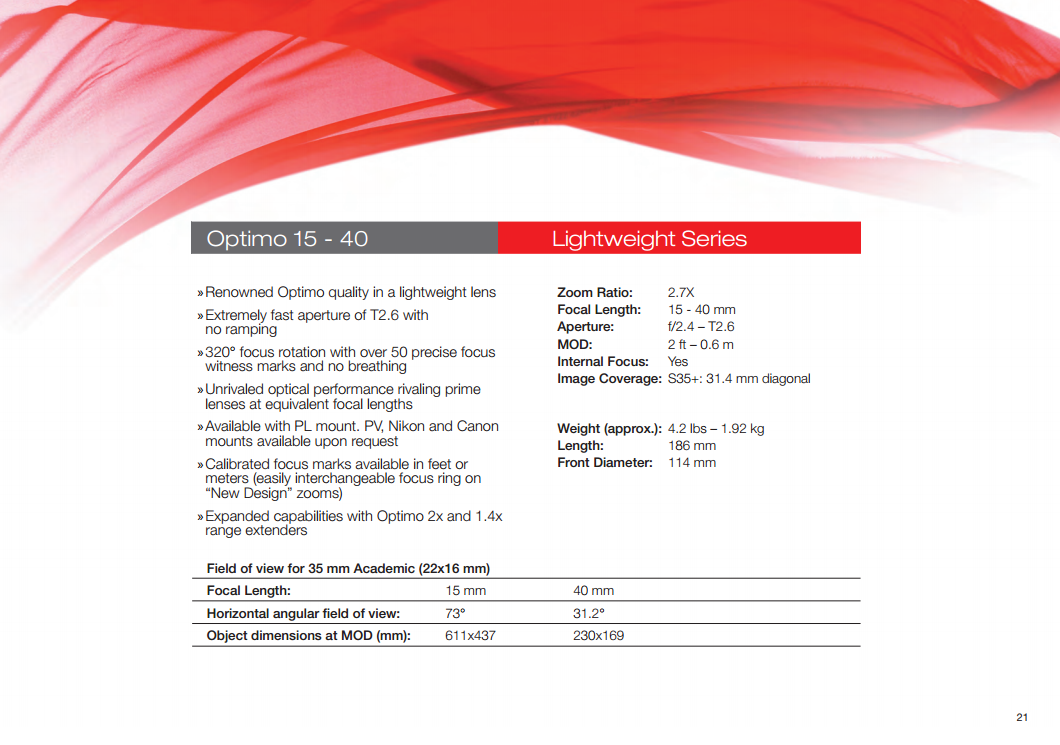 Optimo 15 - 40
Lightweight Series
»Renowned Optimo quality in a lightweight lens
»Extremely fast aperture of T2.6 with
no ramping
»320° focus rotation with over 50 precise focus
witness marks and no breathing
»Unrivaled optical performance rivaling prime
lenses at equivalent focal lengths
»Available with PL mount. PV, Nikon and Canon
mounts available upon request
»Calibrated focus marks available in feet or
meters (easily interchangeable focus ring on
“New Design” zooms)
»Expanded capabilities with Optimo 2x and 1.4x
range extenders
Zoom Ratio: 2.7X
Focal Length: 15 - 40 mm
Aperture: f/2.4 – T2.6
MOD: 2 ft – 0.6 m
Internal Focus: Yes
Image Coverage: S35+: 31.4 mm diagonal
Weight (approx.): 4.2 lbs – 1.92 kg
Length: 186 mm
Front Diameter: 114 mm
Field of view for 35 mm Academic (22x16 mm)
Focal Length: 15 mm 40 mm
Horizontal angular field of view: 73° 31.2°
Object dimensions at MOD (mm): 611x437 230x169
21